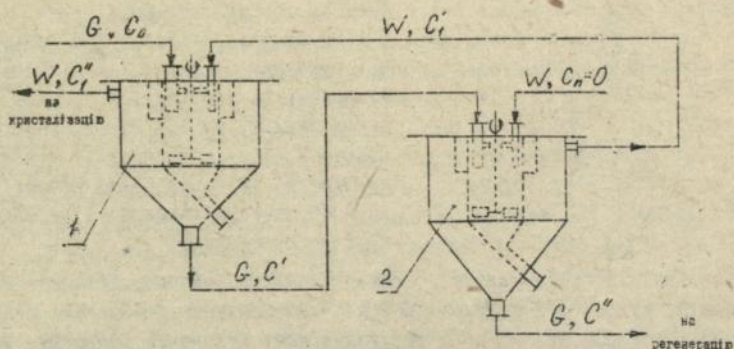 G, C₀
W, C₁'
W, C₁"
на
кристалізацію
W, Cₙ=0
1
2
G, C'
G, C"
на
регенерацію